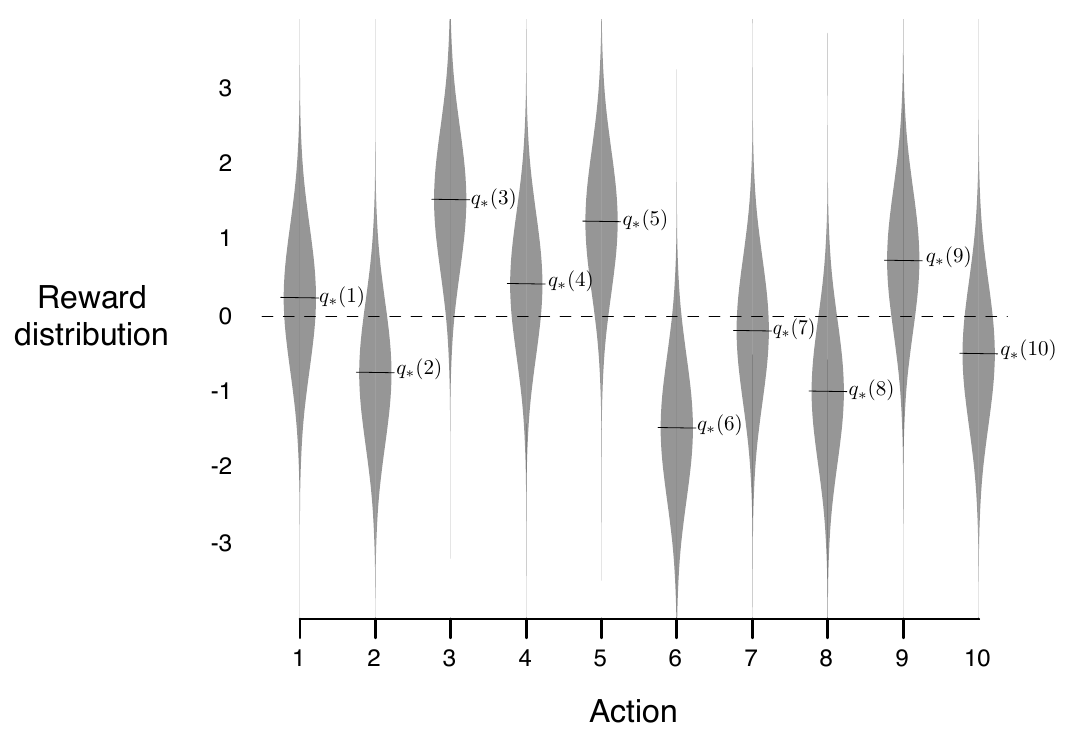 3
2
q∗(3)
1
q∗(5)
q∗(9)
q∗(4)
Reward
distribution
q∗(1)
0
q∗(7)
q∗(10)
q∗(2)
-1
q∗(8)
q∗(6)
-2
-3
1 2 3 4 5 6 7 8 9 10
Action